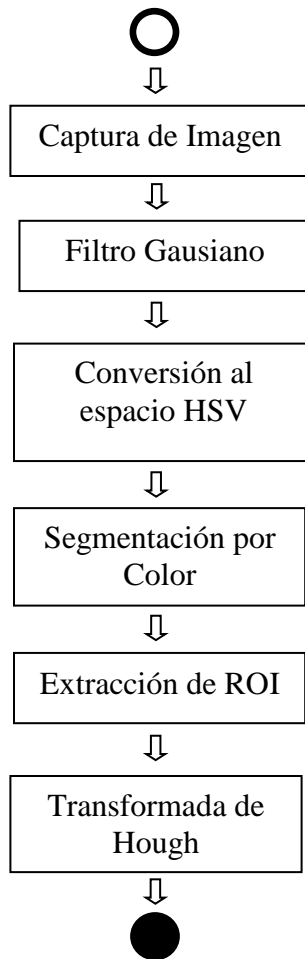 Captura de Imagen
Filtro Gausiano
Conversión al
espacio HSV
Segmentación por
Color
Extracción de ROI
Transformada de
Hough